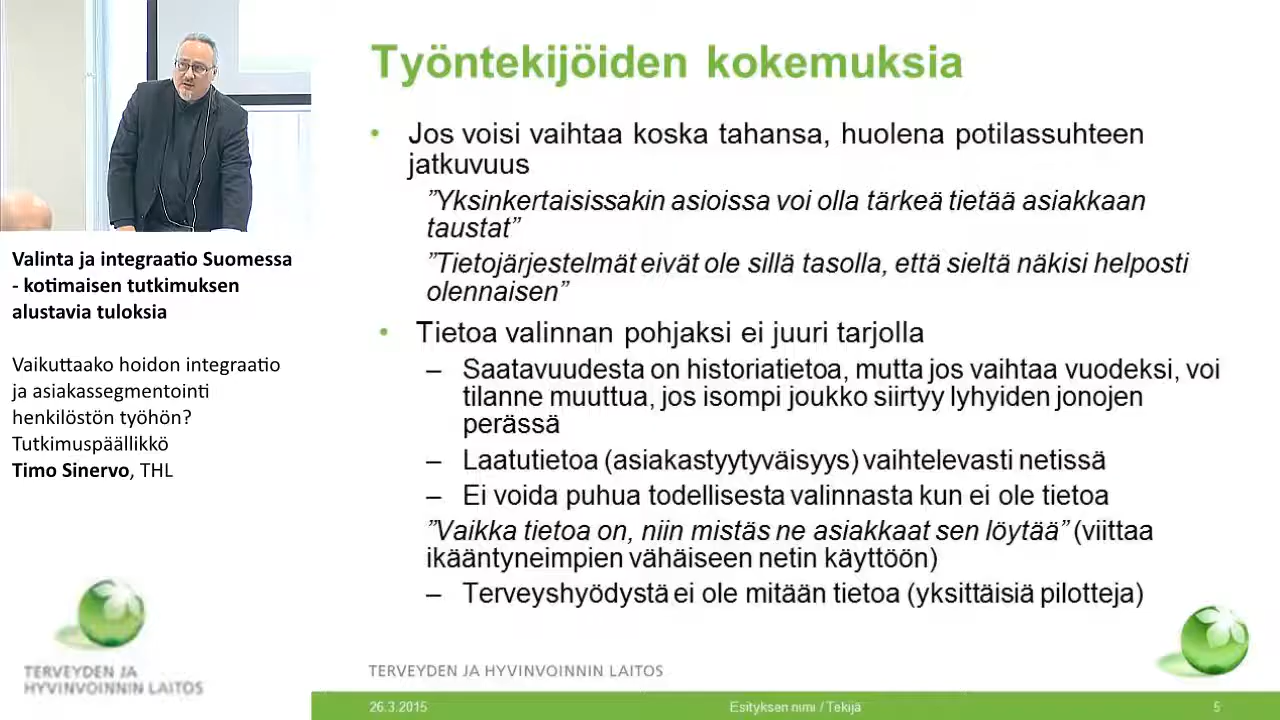 Valinta ja integraatio Suomessa
- kotimaisen tutkimuksen
alustavia tuloksia
Vaikuttaako hoidon integraatio
ja asiakassegmentointi
henkilöstön työhön?
Tutkimuspäällikkö
Timo Sinervo, THL
TERVEYDEN JA
HYVINVOINNIN LAITOS
Työntekijöiden kokemuksia
• Jos voisi vaihtaa koska tahansa, huolena potilassuhteen
jatkuvuus
”Yksinkertaisissakin asioissa voi olla tärkeä tietää asiakkaan
taustat”
”Tietojärjestelmät eivät ole sillä tasolla, että sieltä näkisi helposti
olennaisen”
• Tietoa valinnan pohjaksi ei juuri tarjolla
– Saatavuudesta on historiatietoa, mutta jos vaihtaa vuodeksi, voi
tilanne muuttua, jos isompi joukko siirtyy lyhyiden jonojen
perässä
– Laatutietoa (asiakastyytyväisyys) vaihtelevasti netissä
– Ei voida puhua todellisesta valinnasta kun ei ole tietoa
”Vaikka tietoa on, niin mistäs ne asiakkaat sen löytää” (viittaa
ikääntyneimpien vähäiseen netin käyttöön)
– Terveyshyödystä ei ole mitään tietoa (yksittäisiä pilotteja)
TERVEYDEN JA HYVINVOINNIN LAITOS
26.3.2015 Esityksen nimi / Tekijä 5